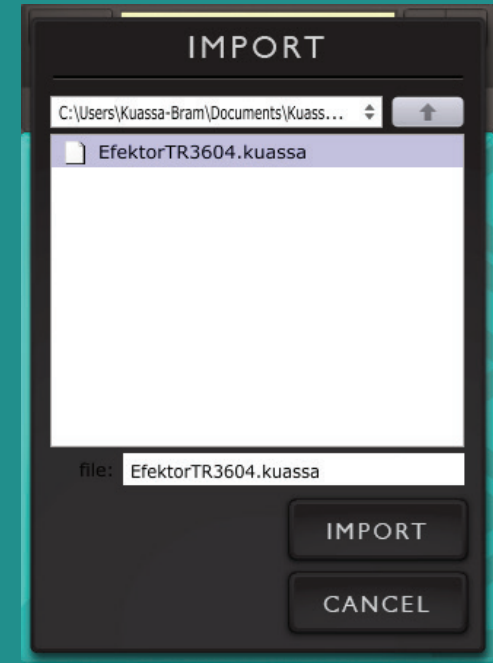 IMPORT
C:\Users\Kuassa-Bram\Documents\Kuass...
EfektorTR3604.kuassa
file: EfektorTR3604.kuassa
IMPORT
CANCEL